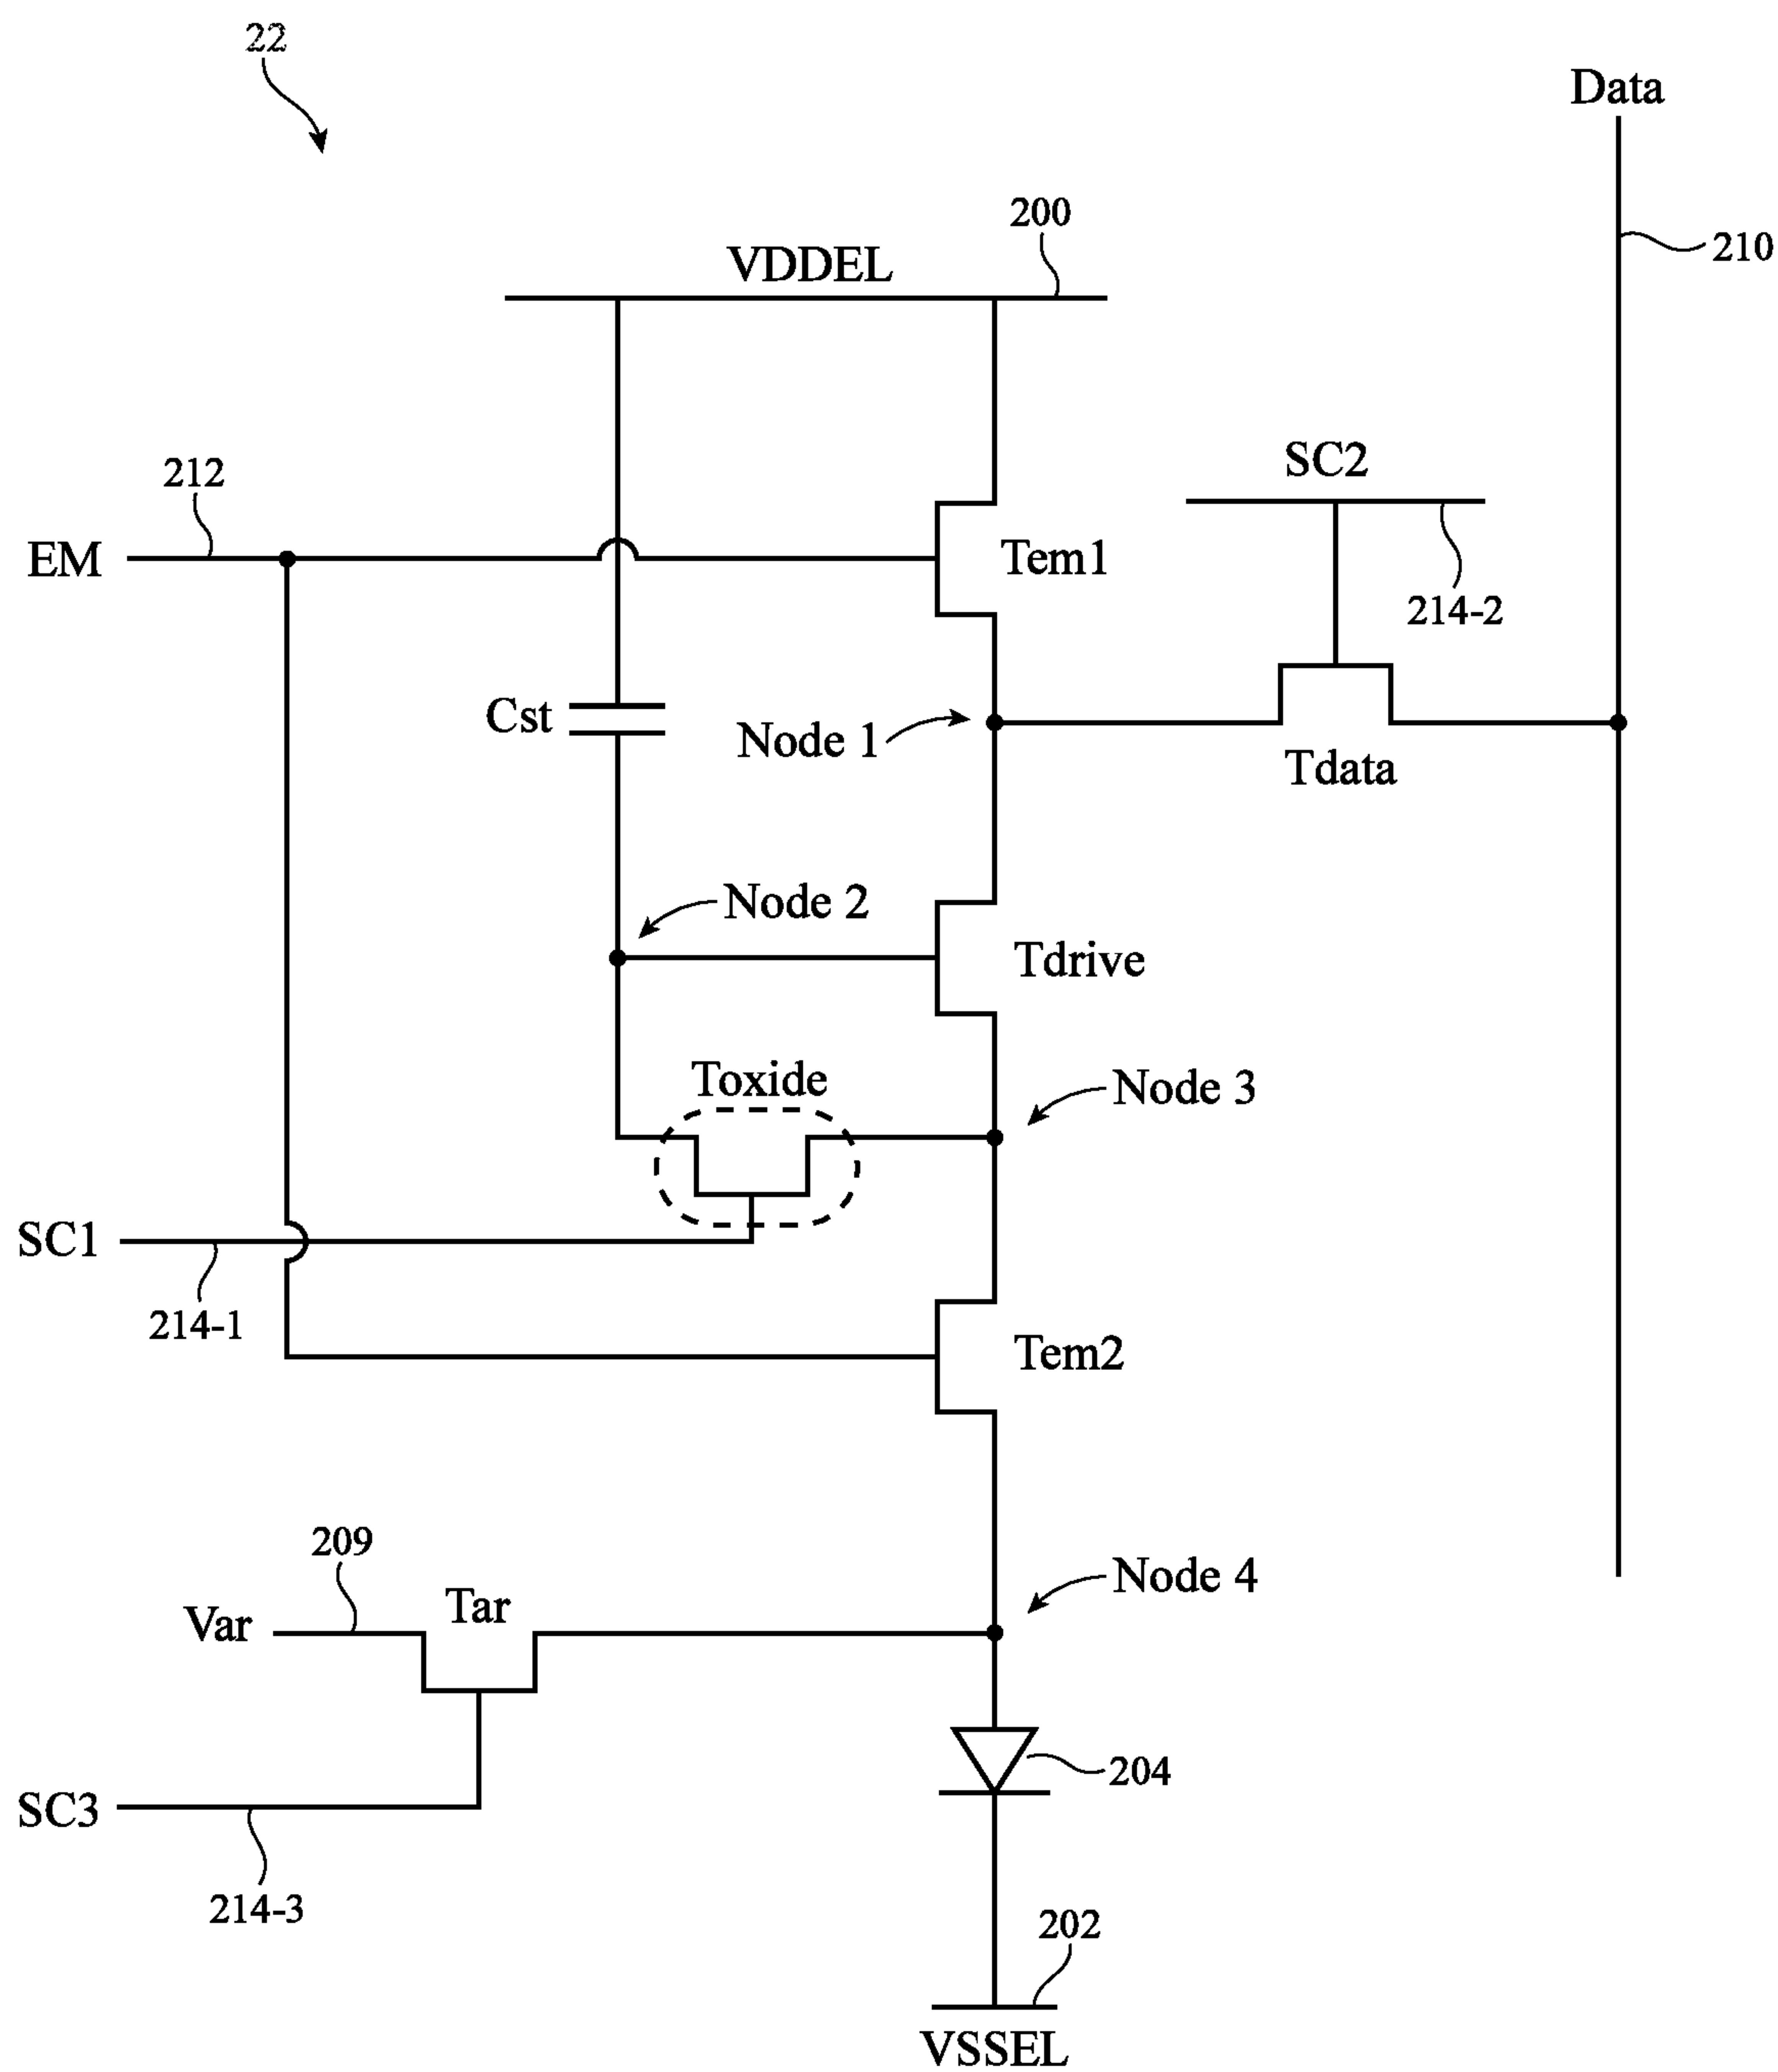 22
Data
200
VDDEL
210
212
SC2
EM
Tem1
214-2
Cst
Node 1
Tdata
Node 2
Tdrive
Toxide
Node 3
SC1
214-1
Tem2
209
Node 4
Var
Tar
204
SC3
214-3
202
VSSEL